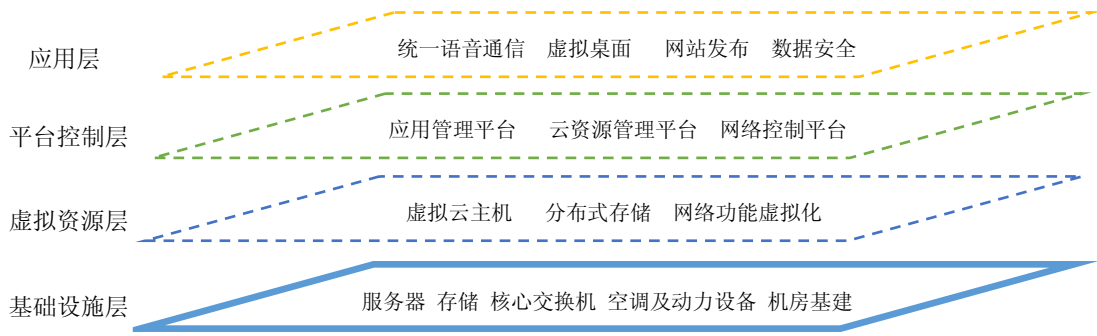 应用层 统一语音通信 虚拟桌面 网站发布 数据安全
平台控制层 应用管理平台 云资源管理平台 网络控制平台
虚拟资源层 虚拟云主机 分布式存储 网络功能虚拟化
基础设施层 服务器 存储 核心交换机 空调及动力设备 机房基建